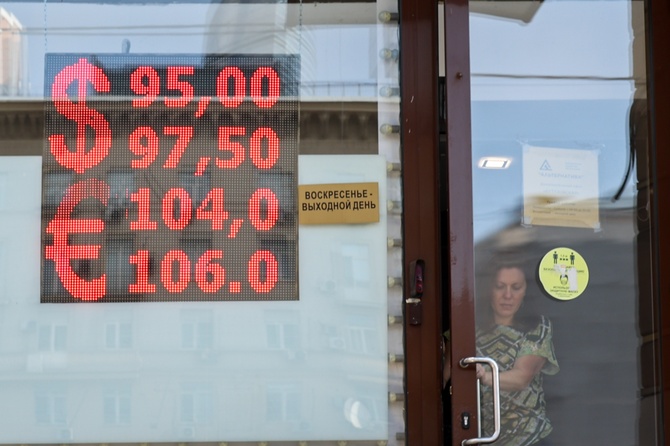 $ 95,00
97,50
€ 104,0
106.0
ВОСКРЕСЕНЬЕ -
ВЫХОДНОЙ ДЕНЬ